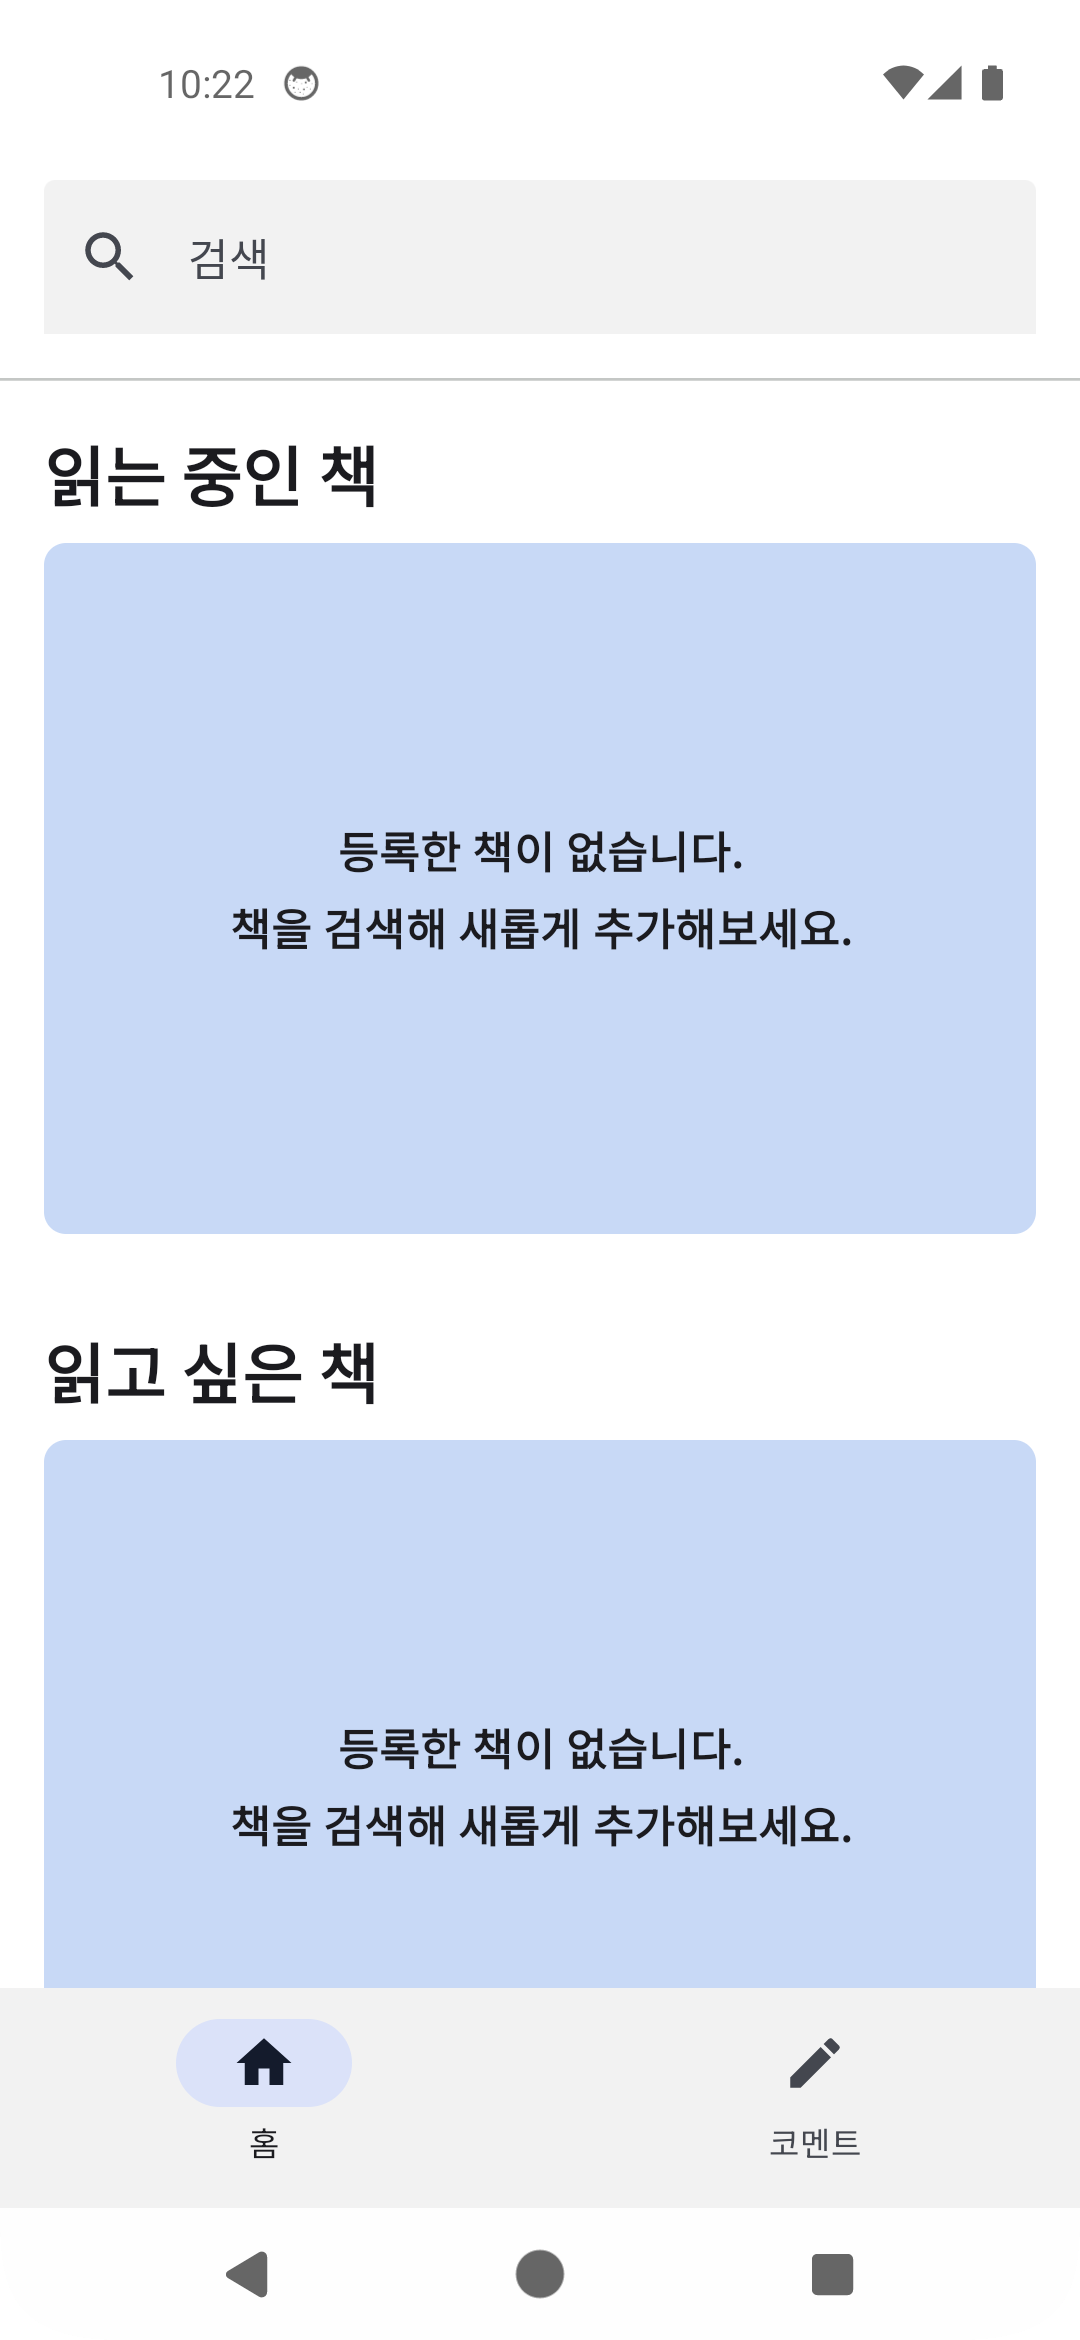 10:22
검색
읽는 중인 책
등록한 책이 없습니다.
책을 검색해 새롭게 추가해보세요.
읽고 싶은 책
등록한 책이 없습니다.
책을 검색해 새롭게 추가해보세요.
홈
코멘트